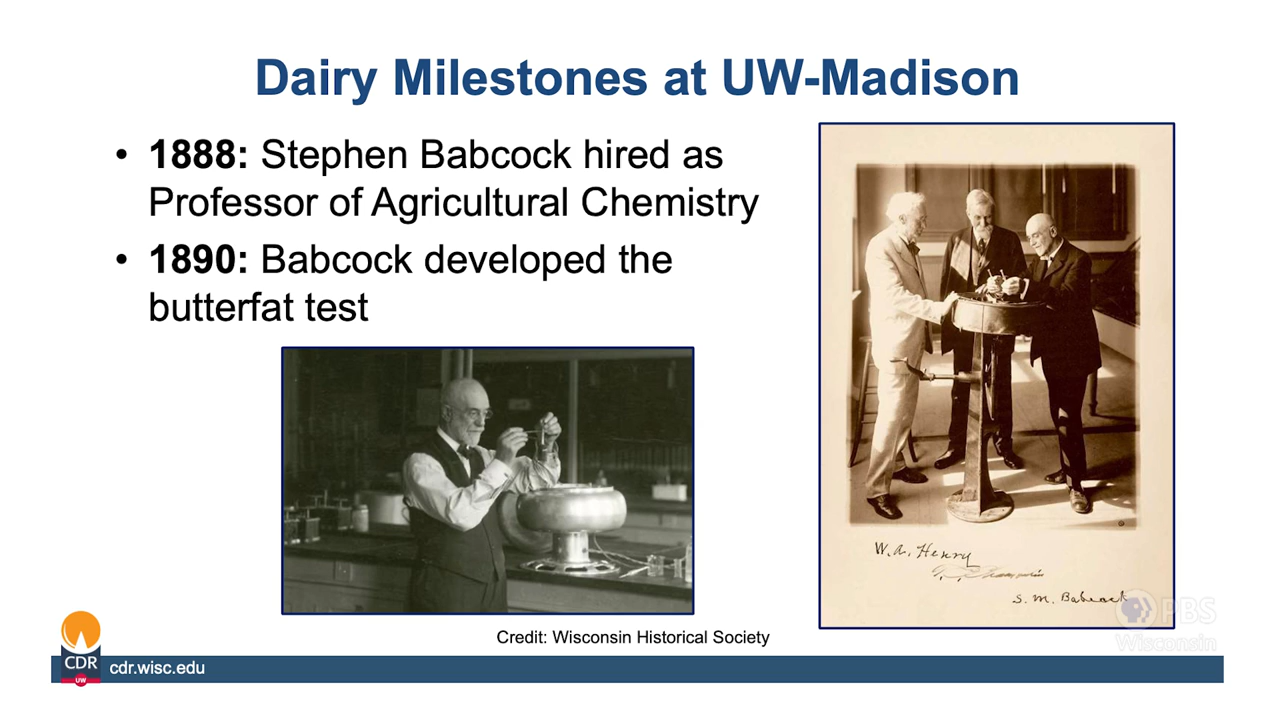 Dairy Milestones at UW-Madison
• 1888: Stephen Babcock hired as
Professor of Agricultural Chemistry
• 1890: Babcock developed the
butterfat test
W. A. Henry
S. M. Babcock
PBS
Wisconsin
Credit: Wisconsin Historical Society
CDR
UW
cdr.wisc.edu